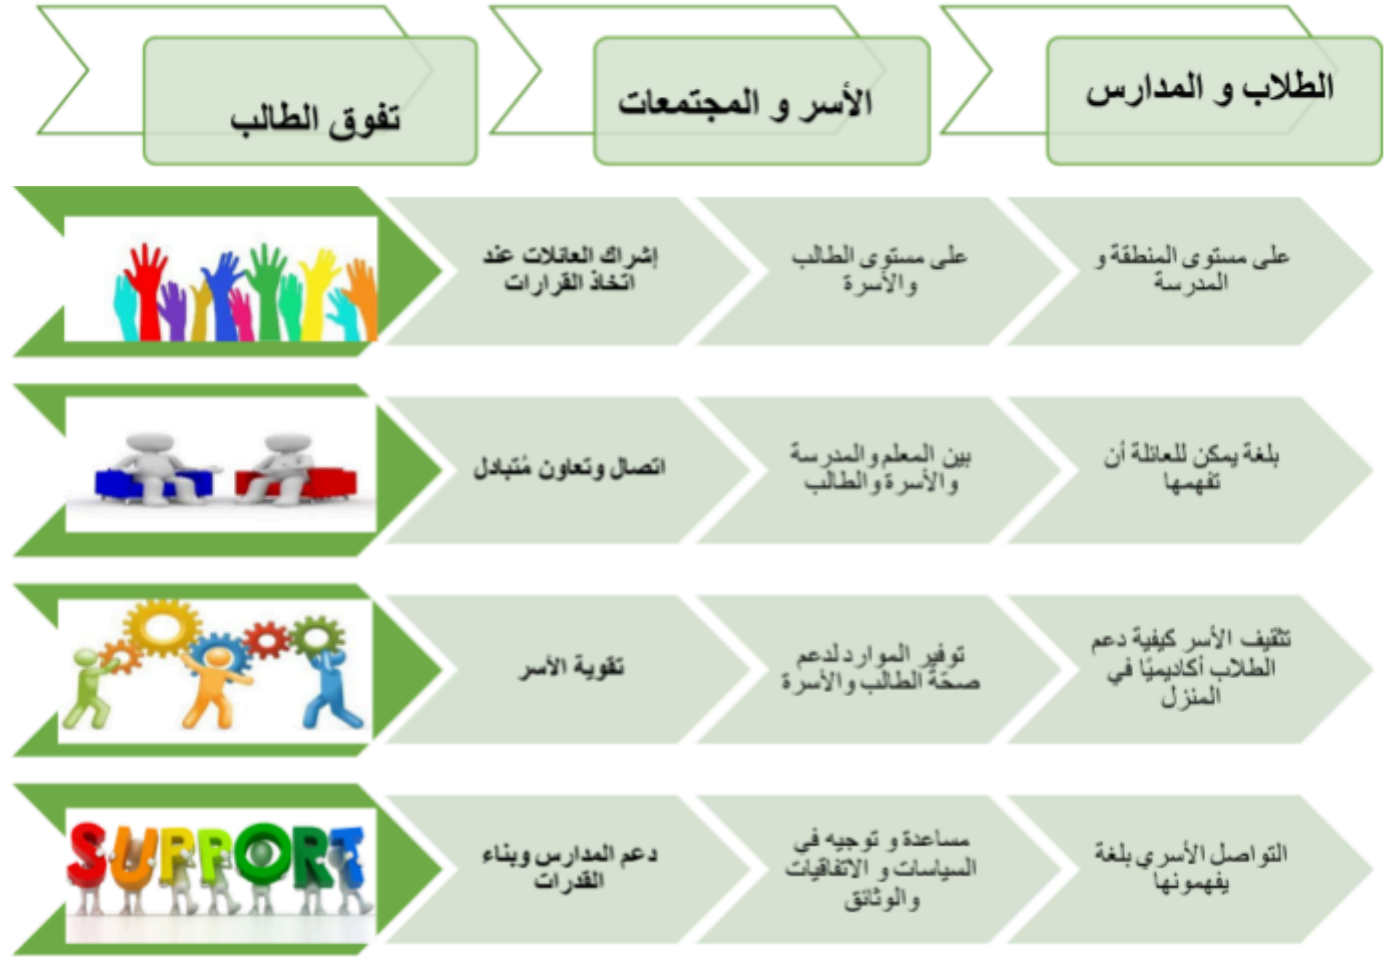 الطلاب و المدارس
الأسر و المجتمعات
تفوق الطالب
إشراك العائلات عند
اتخاذ القرارات
على مستوى الطالب
والأسرة
على مستوى المنطقة و
المدرسة
اتصال وتعاون مُتبادل
بين المعلم والمدرسة
والأسرة والطالب
بلغة يمكن للعائلة أن
تفهمها
تقوية الأسر
توفير الموارد لدعم
صحّة الطالب والأسرة
تثقيف الأسر كيفية دعم
الطلاب أكاديميًا في
المنزل
SUPPORT
دعم المدارس وبناء
القدرات
مساعدة و توجيه في
السياسات و الاتفاقيات
والوثائق
التواصل الأسري بلغة
يفهمونها